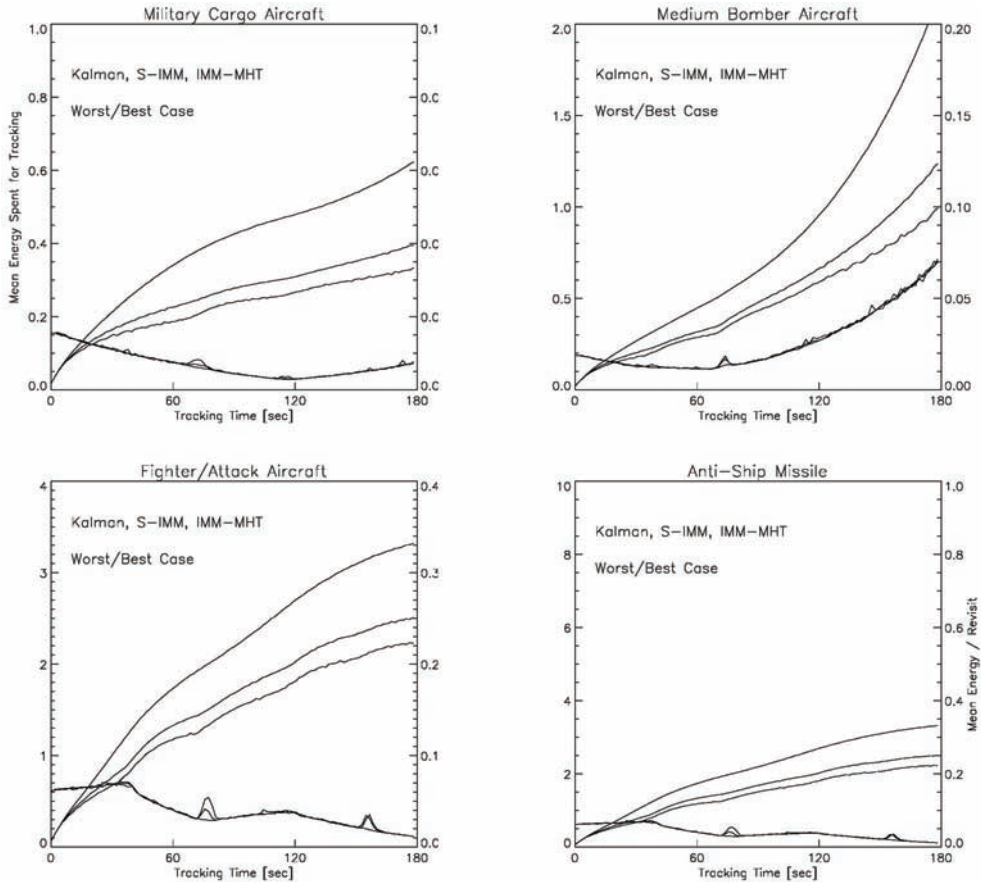 Military Cargo Aircraft
Mean Energy Spent for Tracking
1.0
0.8
0.6
0.4
0.2
0.0
0.1
Kalman, S-IMM, IMM-MHT
Worst/Best Case
0 60 120 180
Tracking Time [sec]
Medium Bomber Aircraft
2.0
1.5
1.0
0.5
0.0
0.20
0.15
0.10
0.05
0.00
Kalman, S-IMM, IMM-MHT
Worst/Best Case
0 60 120 180
Tracking Time [sec]
Fighter/Attack Aircraft
4
3
2
1
0
0.4
0.3
0.2
0.1
Kalman, S-IMM, IMM-MHT
Worst/Best Case
0 60 120 180
Tracking Time [sec]
Anti-Ship Missile
10
8
6
4
2
0
1.0
0.8
0.6
0.4
0.2
0.0
Kalman, S-IMM, IMM-MHT
Worst/Best Case
Mean Energy / Revisit
0 60 120 180
Tracking Time [sec]